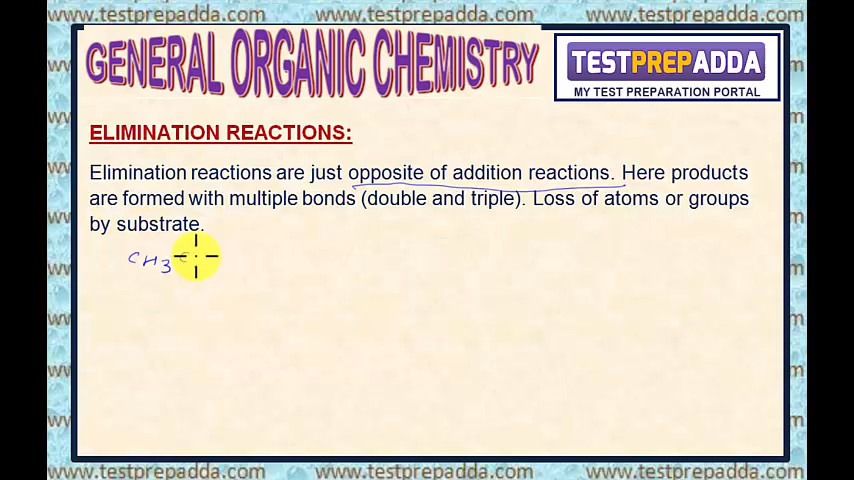 www.testprepadda.com www.testprepadda.com www.testprepadda.com
GENERAL ORGANIC CHEMISTRY
TESTPREPADDA
MY TEST PREPARATION PORTAL
ELIMINATION REACTIONS:
Elimination reactions are just opposite of addition reactions. Here products
are formed with multiple bonds (double and triple). Loss of atoms or groups
by substrate.
CH3
www.testprepadda.com www.testprepadda.com www.testprepadda.com